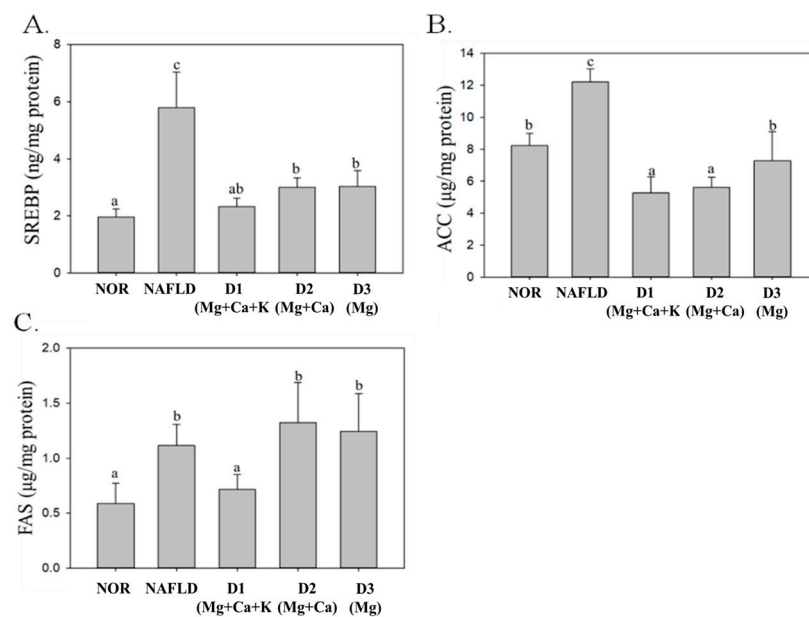 A.
SREBP (ng/mg protein)
8
6
4
2
0
a
c
ab
b
b
NOR NAFLD D1 D2 D3
(Mg+Ca+K (Mg+Ca) (Mg)
B.
ACC (µg/mg protein)
14
12
10
8
6
4
2
0
b
c
a
a
b
NOR NAFLD D1 D2 D3
(Mg+Ca+K (Mg+Ca) (Mg)
C.
FAS (µg/mg protein)
2.0
1.5
1.0
0.5
0.0
a
b
a
b
b
NOR NAFLD D1 D2 D3
(Mg+Ca+K (Mg+Ca) (Mg)